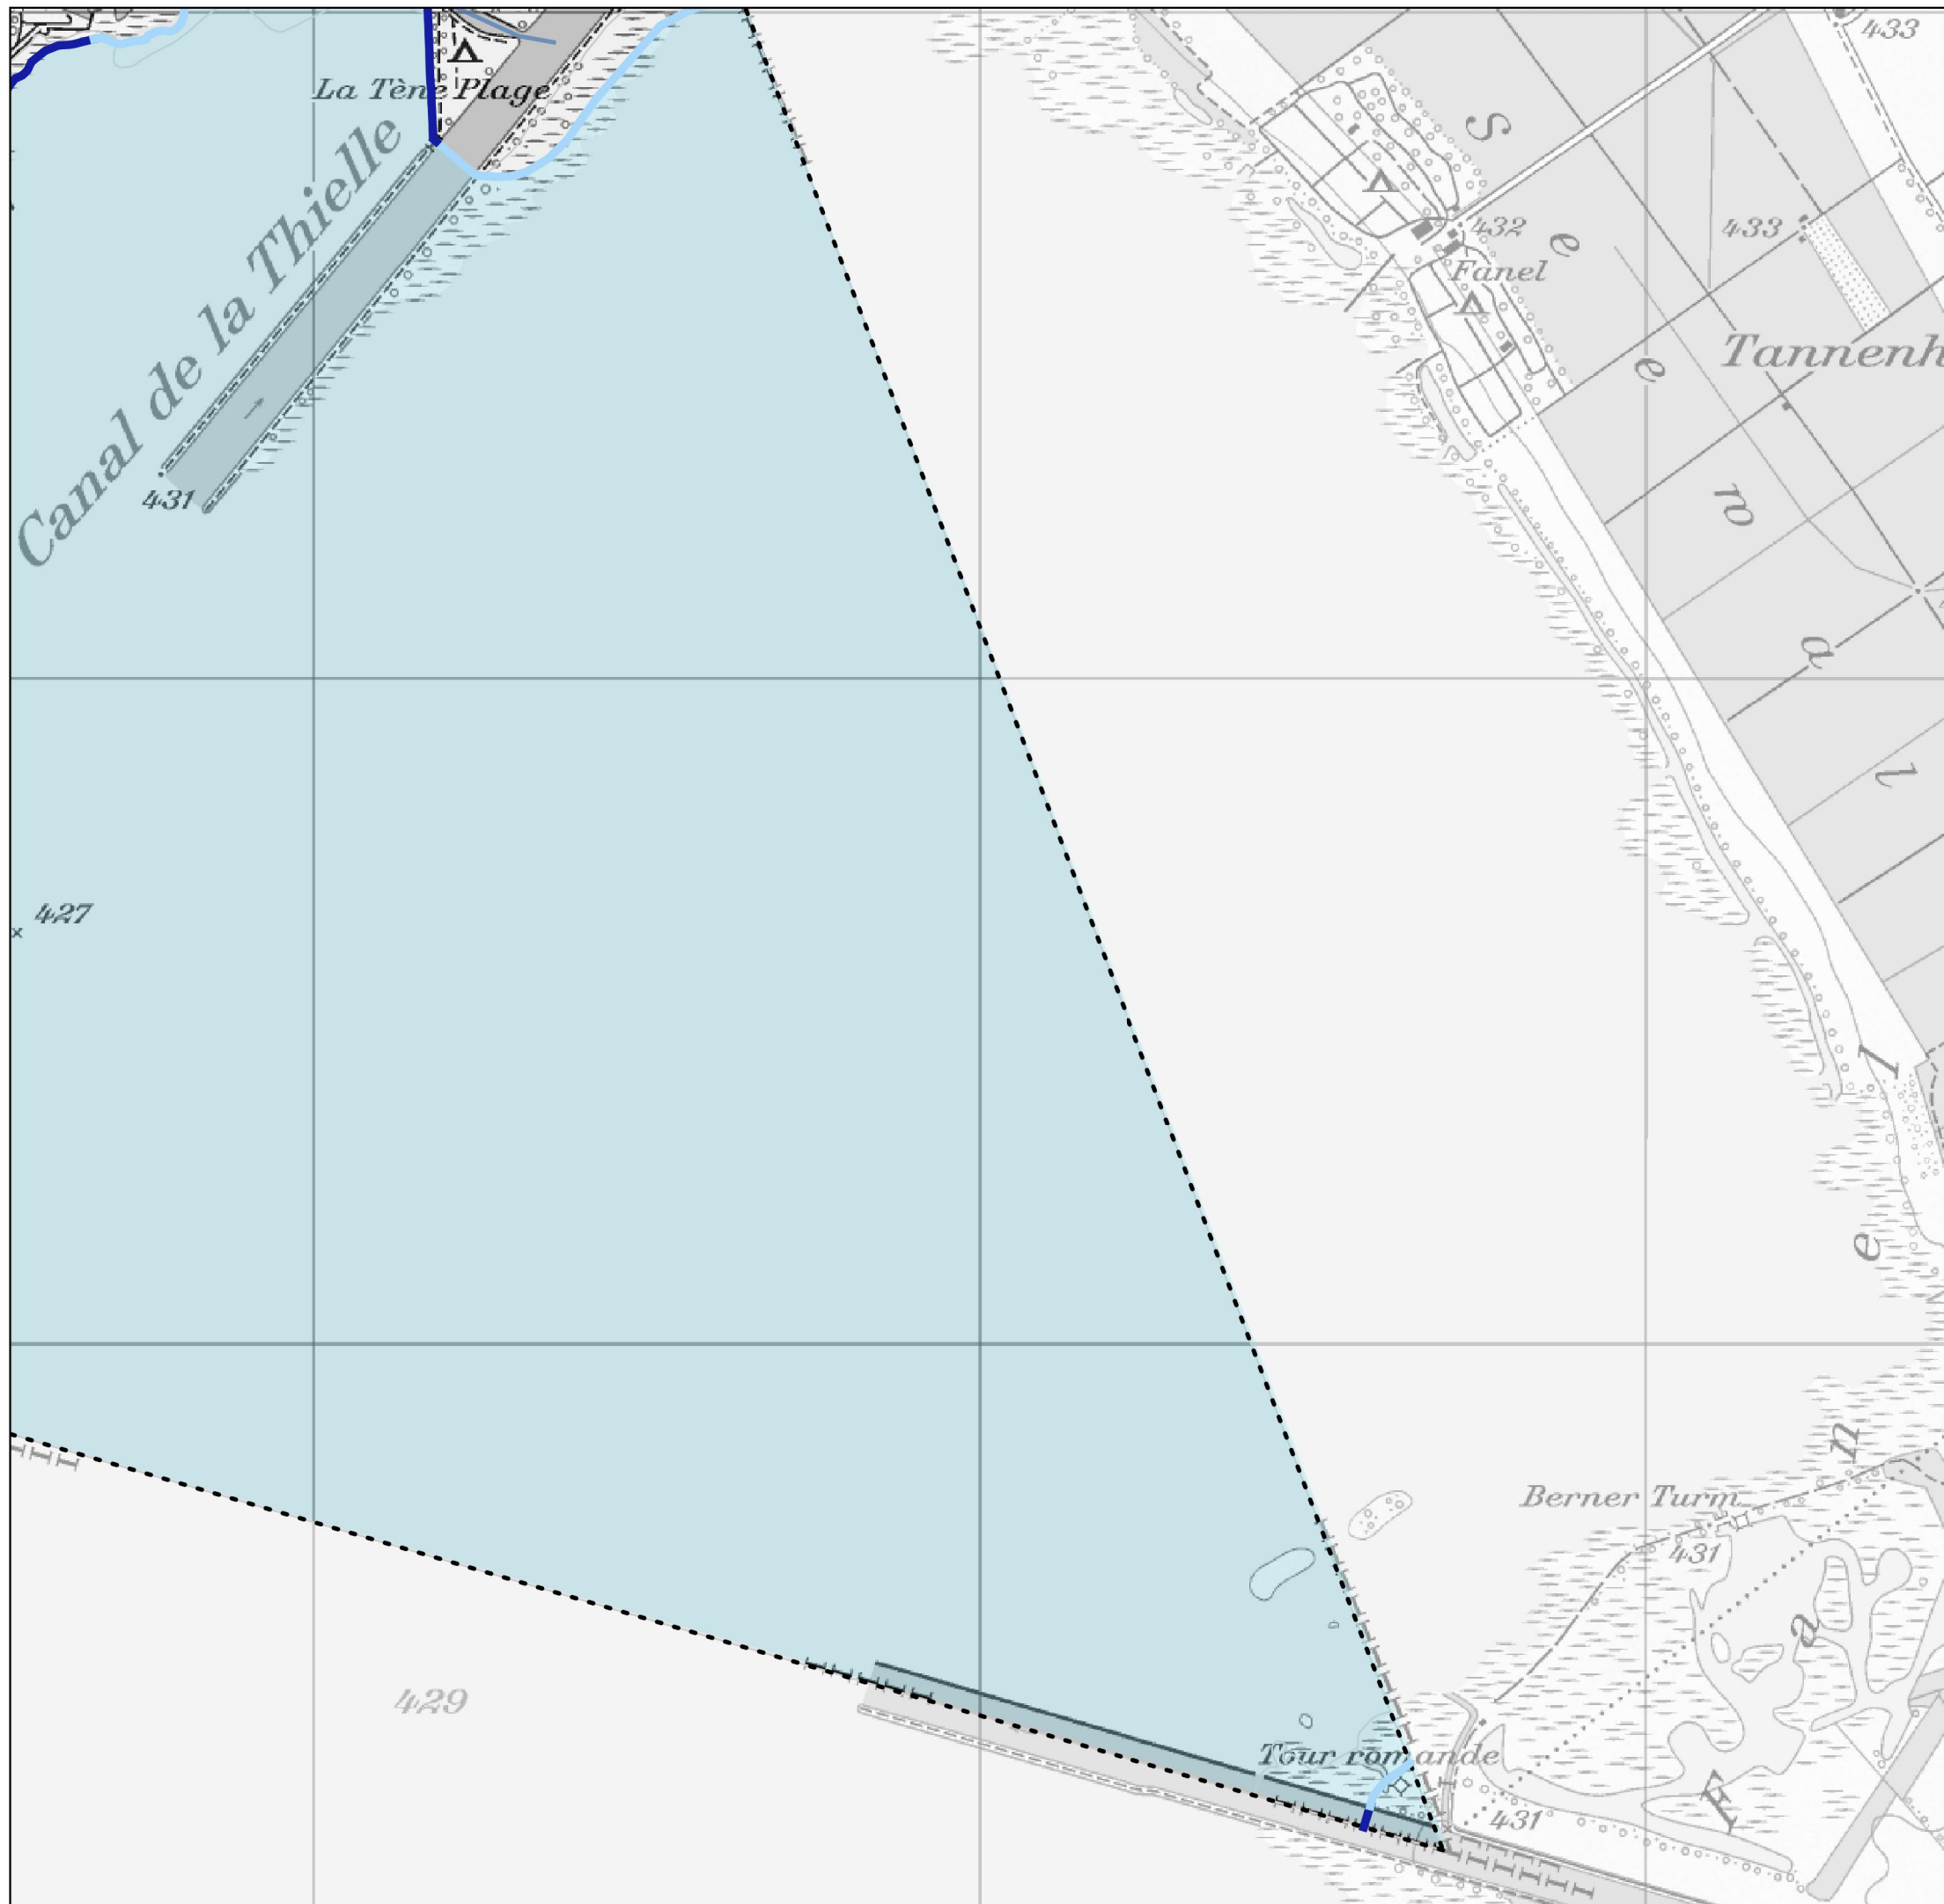 433
La Tène Plage
Canal de la Thielle
432
433
Fanel
Seematte
Tannenh
431
427
Berner Turm
431
429
Tour romande
431
Fanel